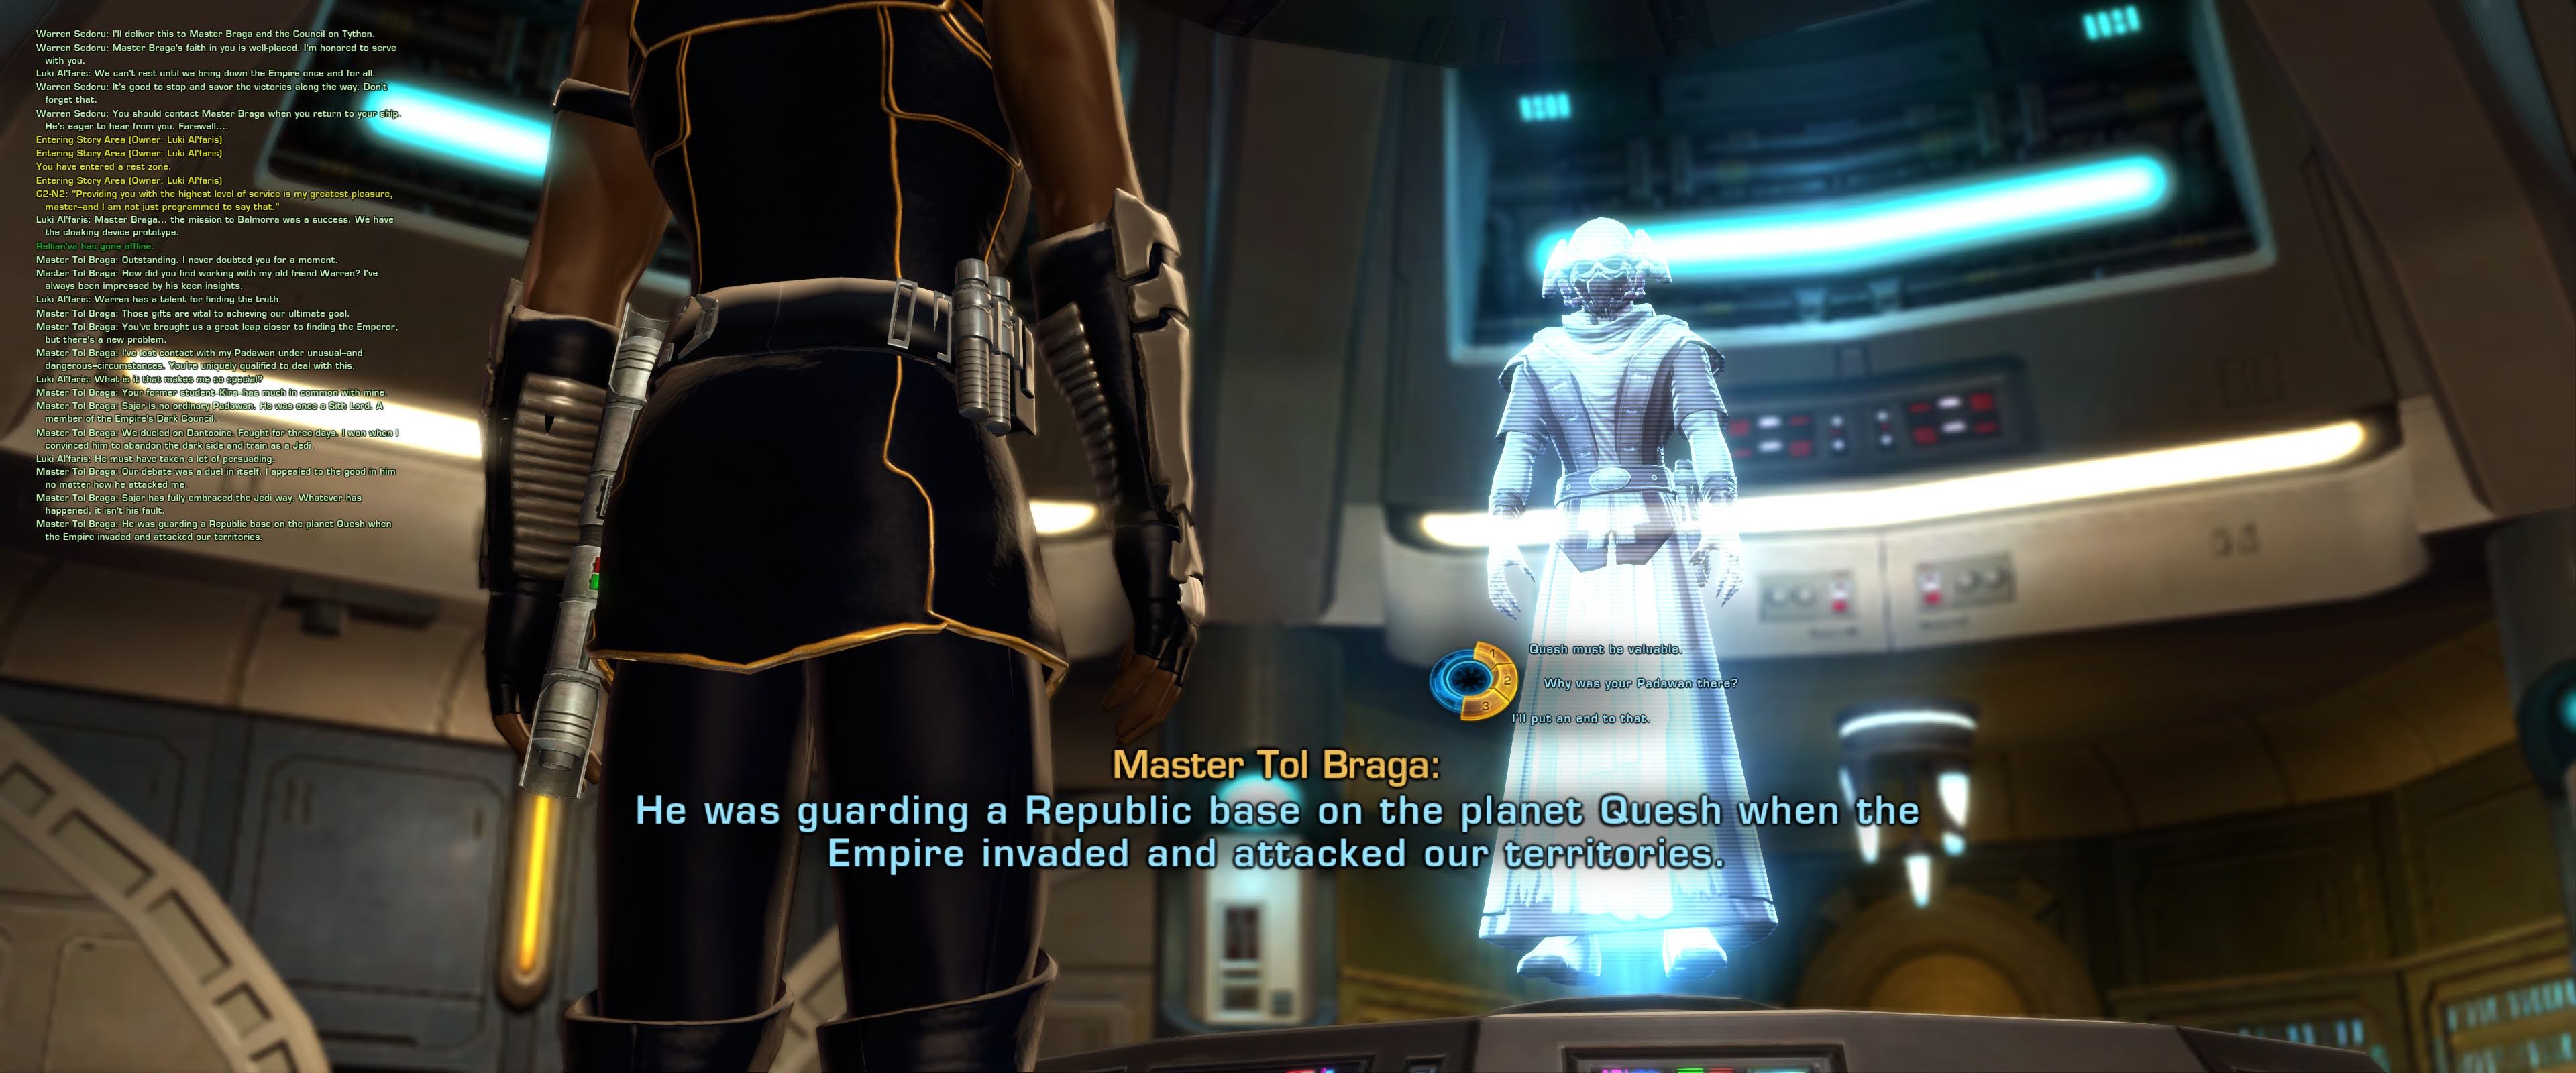 Warren Sedoru: I'll deliver this to Master Braga and the Council on Tython.
Warren Sedoru: Master Braga's faith in you is well-placed. I'm honored to serve
with you.
Luki Al'faris: We can't rest until we bring down the Empire once and for all.
Warren Sedoru: It's good to stop and savor the victories along the way. Don't
forget that.
Warren Sedoru: You should contact Master Braga when you return to your ship.
He's eager to hear from you. Farewell....
Entering Story Area (Owner: Luki Al'faris)
Entering Story Area (Owner: Luki Al'faris)
You have entered a rest zone.
Entering Story Area (Owner: Luki Al'faris)
C2-N2: "Providing you with the highest level of service is my greatest pleasure,
master—and I am not just programmed to say that."
Luki Al'faris: Master Braga... the mission to Balmorra was a success. We have
the cloaking device prototype.
Rellian'va has gone offline.
Master Tol Braga: Outstanding. I never doubted you for a moment.
Master Tol Braga: How did you find working with my old friend Warren? I've
always been impressed by his keen insights.
Luki Al'faris: Warren has a talent for finding the truth.
Master Tol Braga: Those gifts are vital to achieving our ultimate goal.
Master Tol Braga: You've brought us a great leap closer to finding the Emperor,
but there's a new problem.
Master Tol Braga: I've lost contact with my Padawan under unusual—and
dangerous—circumstances. You're uniquely qualified to deal with this.
Luki Al'faris: What is it that makes me so special?
Master Tol Braga: Your former student–Kira–has much in common with mine.
Master Tol Braga: Sajar is no ordinary Padawan. He was once a Sith Lord. A
member of the Empire's Dark Council.
Master Tol Braga: We dueled on Dantooine. Fought for three days. I won when I
convinced him to abandon the dark side and train as a Jedi.
Luki Al'faris: He must have taken a lot of persuading.
Master Tol Braga: Our debate was a duel in itself. I appealed to the good in him
no matter how he attacked me.
Master Tol Braga: Sajar has fully embraced the Jedi way. Whatever has
happened, it isn't his fault.
Master Tol Braga: He was guarding a Republic base on the planet Quesh when
the Empire invaded and attacked our territories.
1 Quesh must be valuable.
2 Why was your Padawan there?
3 I'll put an end to that.
Master Tol Braga:
He was guarding a Republic base on the planet Quesh when the
Empire invaded and attacked our territories.